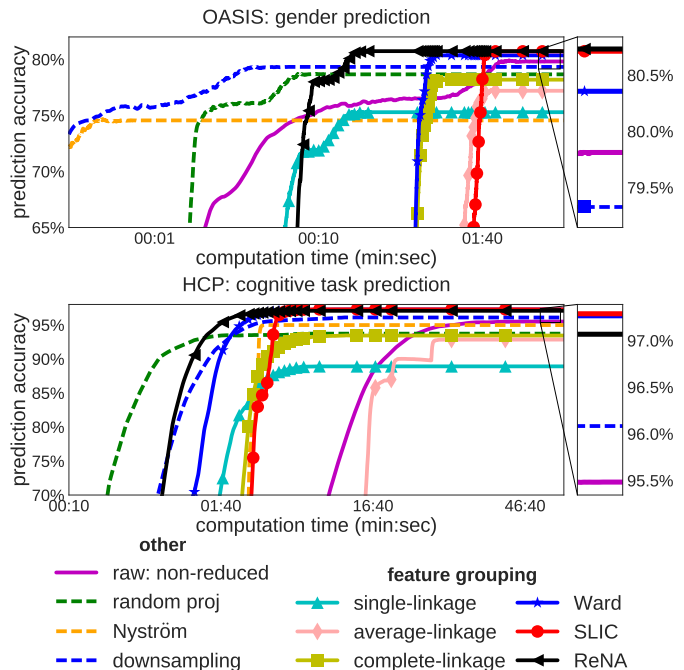 OASIS: gender prediction
prediction accuracy
80%
75%
70%
65%
00:01
00:10
01:40
computation time (min:sec)
80.5%
80.0%
79.5%
HCP: cognitive task prediction
prediction accuracy
95%
90%
85%
80%
75%
70%
00:10
01:40
16:40
46:40
computation time (min:sec)
97.0%
96.5%
96.0%
95.5%
other
raw: non-reduced
random proj
Nyström
downsampling
feature grouping
single-linkage
average-linkage
complete-linkage
Ward
SLIC
ReNA